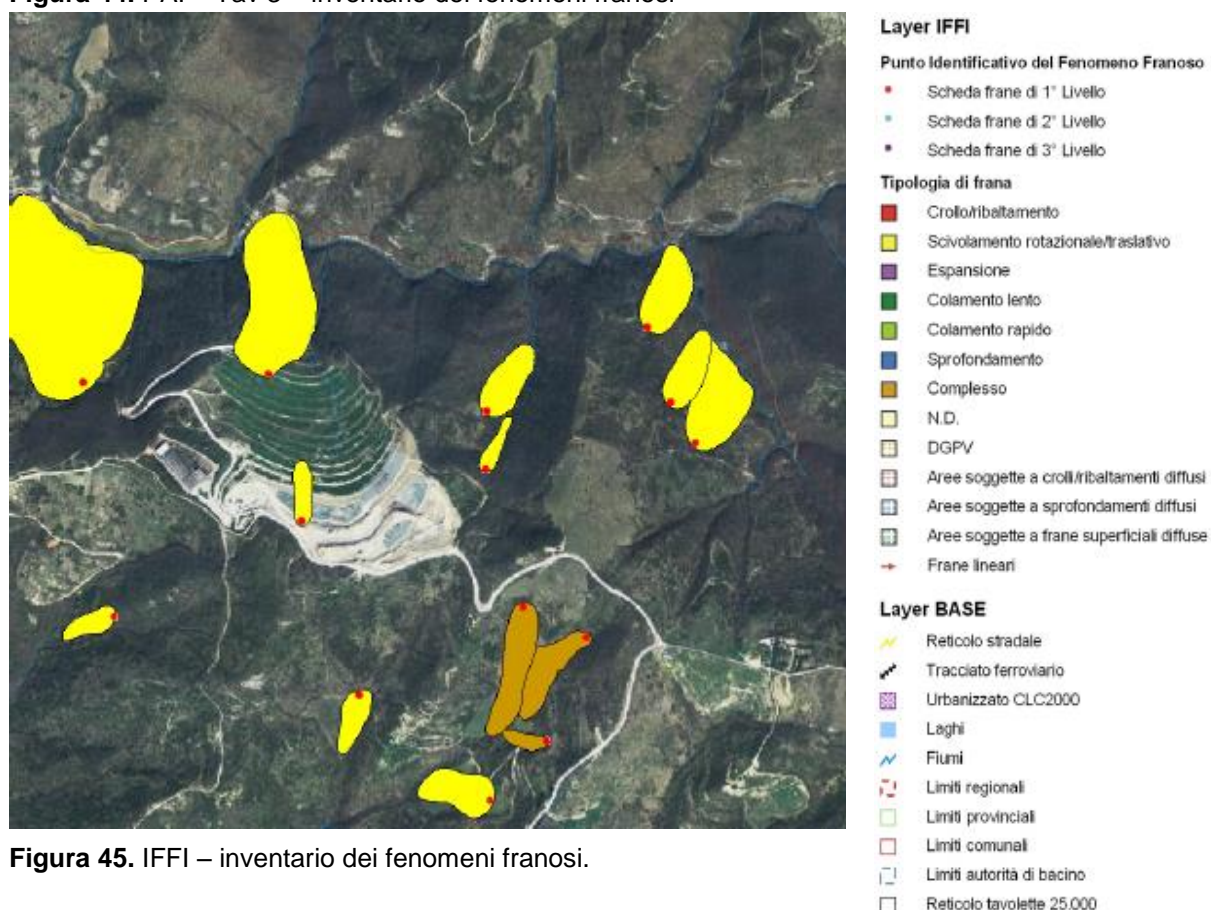 Layer IFFI
Punto Identificativo del Fenomeno Franoso
Scheda frane di 1° Livello
Scheda frane di 2° Livello
Scheda frane di 3° Livello
Tipologia di frana
Crollo/ribaltamento
Scivolamento rotazionale/traslativo
Espansione
Colamento lento
Colamento rapido
Sprofondamento
Complesso
N.D.
DGPV
Aree soggette a crolli/ribaltamenti diffusi
Aree soggette a sprofondamenti diffusi
Aree soggette a frane superficiali diffuse
Frane lineari
Layer BASE
Reticolo stradale
Tracciato ferroviario
Urbanizzato CLC2000
Laghi
Fiumi
Limiti regionali
Limiti provinciali
Limiti comunali
Limiti autorità di bacino
Reticolo tavolette 25.000
Figura 45. IFFI – inventario dei fenomeni franosi.